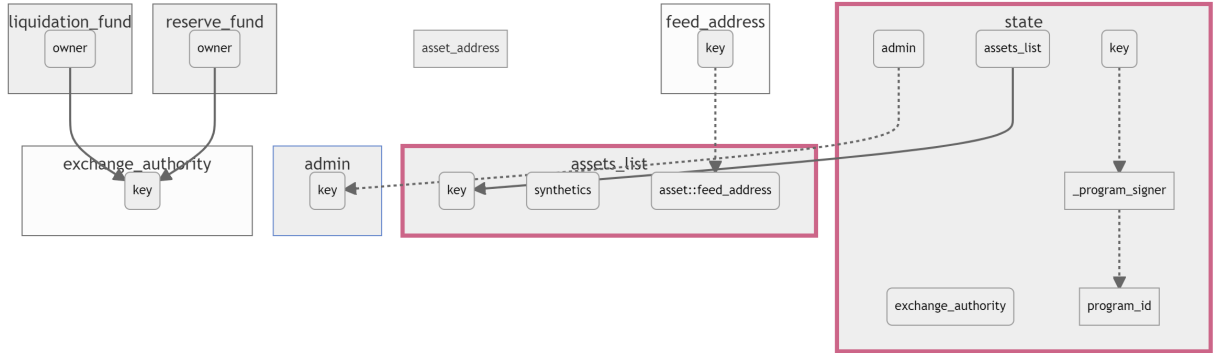 liquidation_fund
owner
reserve_fund
owner
asset_address
feed_address
key
state
admin
assets_list
key
exchange_authority
key
admin
key
assets_list
key
synthetics
asset::feed_address
_program_signer
exchange_authority
program_id